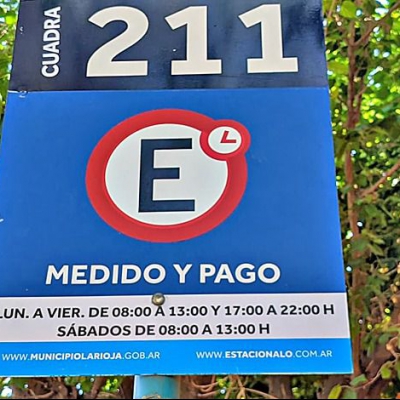 CUADRA 211
E
MEDIDO Y PAGO
LUN. A VIER. DE 08:00 A 13:00 Y 17:00 A 22:00 H
SÁBADOS DE 08:00 A 13:00 H
WWW.MUNICIPIOLARIOJA.GOB.AR WWW.ESTACIONALO.COM.AR